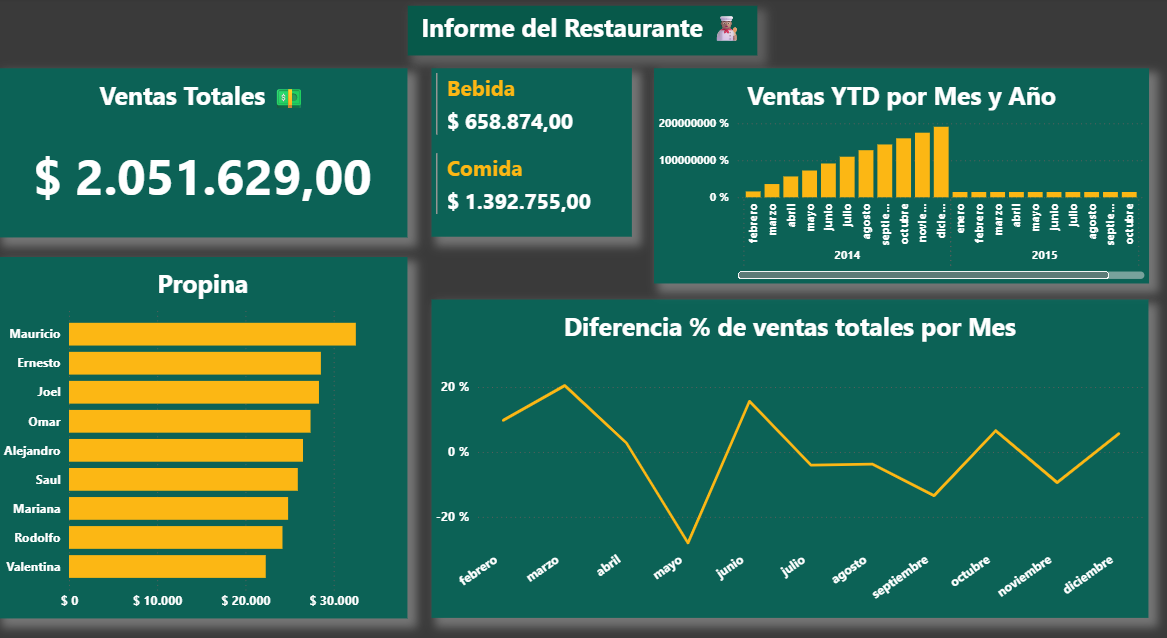 Informe del Restaurante
Ventas Totales
$ 2.051.629,00
Bebida
$ 658.874,00
Comida
$ 1.392.755,00
Ventas YTD por Mes y Año
200000000 %
100000000 %
0 %
febrero
marzo
abril
mayo
junio
julio
agosto
septie...
octubre
novie...
dicie...
enero
febrero
marzo
abril
mayo
junio
julio
agosto
septie...
octubre
2014
2015
Propina
Mauricio
Ernesto
Joel
Omar
Alejandro
Saul
Mariana
Rodolfo
Valentina
$ 0
$ 10.000
$ 20.000
$ 30.000
Diferencia % de ventas totales por Mes
20 %
0 %
-20 %
febrero
marzo
abril
mayo
junio
julio
agosto
septiembre
octubre
noviembre
diciembre